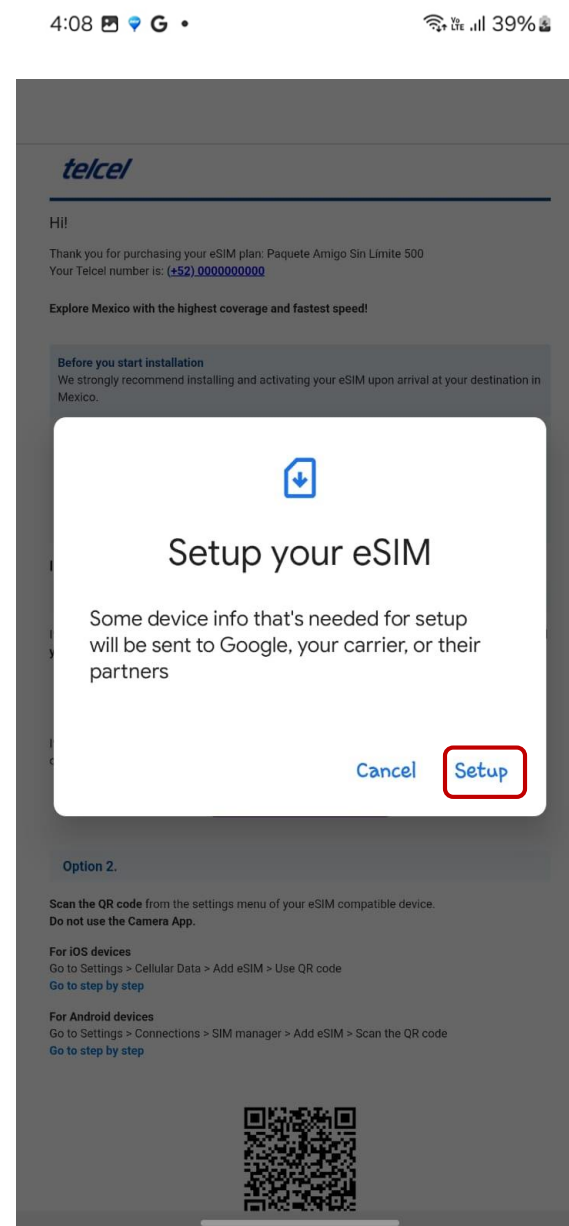 4:08 G
Vo LTE 39%
telcel
Hi!
Thank you for purchasing your eSIM plan: Paquete Amigo Sin Límite 500
Your Telcel number is: (+52) 0000000000
Explore Mexico with the highest coverage and fastest speed!
Before you start installation
We strongly recommend installing and activating your eSIM upon arrival at your destination in
Mexico.
Setup your eSIM
Some device info that's needed for setup
will be sent to Google, your carrier, or their
partners
Cancel Setup
Option 2.
Scan the QR code from the settings menu of your eSIM compatible device.
Do not use the Camera App.
For iOS devices
Go to Settings > Cellular Data > Add eSIM > Use QR code
Go to step by step
For Android devices
Go to Settings > Connections > SIM manager > Add eSIM > Scan the QR code
Go to step by step